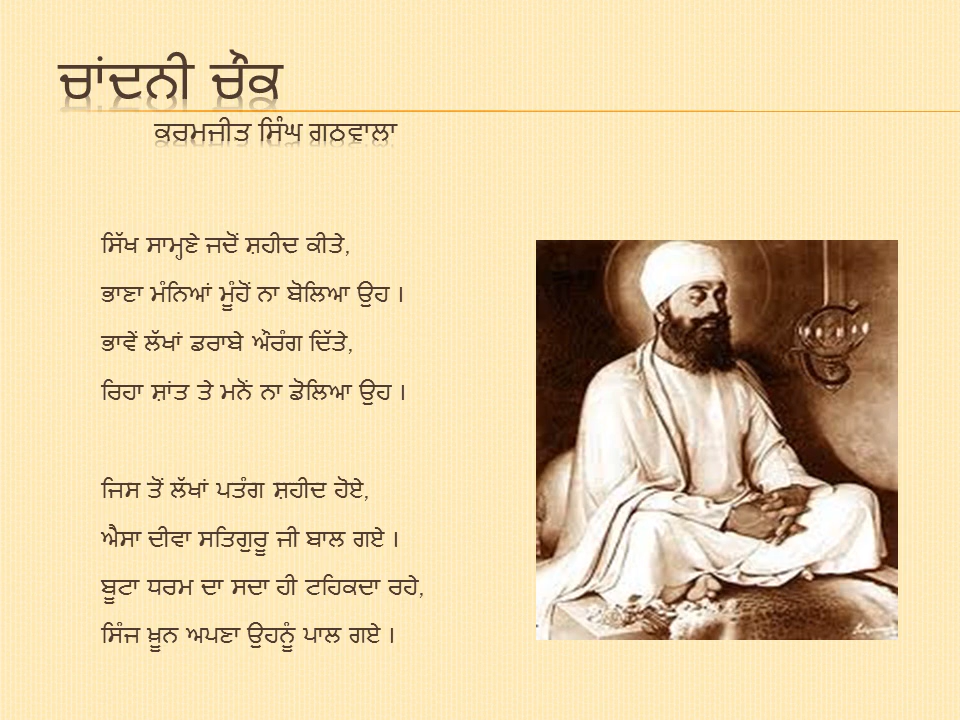 ਚਾਂਦਨੀ ਚੌਕ
ਕਰਮਜੀਤ ਸਿੰਘ ਗਠਵਾਲਾ
ਸਿੱਖ ਸਾਮ੍ਹਣੇ ਜਦੋਂ ਸ਼ਹੀਦ ਕੀਤੇ,
ਭਾਣਾ ਮੰਨਿਆਂ ਮੂੰਹੋਂ ਨਾ ਬੋਲਿਆ ਉਹ ।
ਭਾਵੇਂ ਲੱਖਾਂ ਡਰਾਬੇ ਔਰੰਗ ਦਿੱਤੇ,
ਰਿਹਾ ਸ਼ਾਂਤ ਤੇ ਮਨੋਂ ਨਾ ਡੋਲਿਆ ਉਹ ।
ਜਿਸ ਤੋਂ ਲੱਖਾਂ ਪਤੰਗ ਸ਼ਹੀਦ ਹੋਏ,
ਐਸਾ ਦੀਵਾ ਸਤਿਗੁਰੂ ਜੀ ਬਾਲ ਗਏ ।
ਬੂਟਾ ਧਰਮ ਦਾ ਸਦਾ ਹੀ ਟਹਿਕਦਾ ਰਹੇ,
ਸਿੰਜ ਖ਼ੂਨ ਅਪਣਾ ਉਹਨੂੰ ਪਾਲ ਗਏ ।